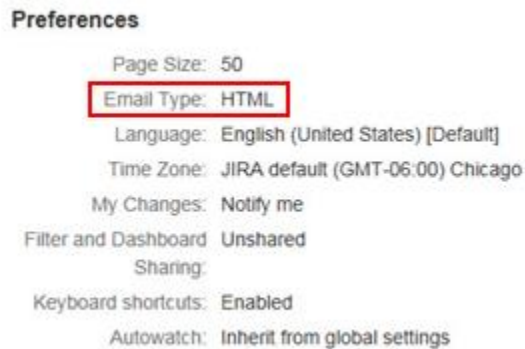 Preferences
Page Size: 50
Email Type: HTML
Language: English (United States) [Default]
Time Zone: JIRA default (GMT-06:00) Chicago
My Changes: Notify me
Filter and Dashboard Unshared
Sharing:
Keyboard shortcuts: Enabled
Autowatch: Inherit from global settings